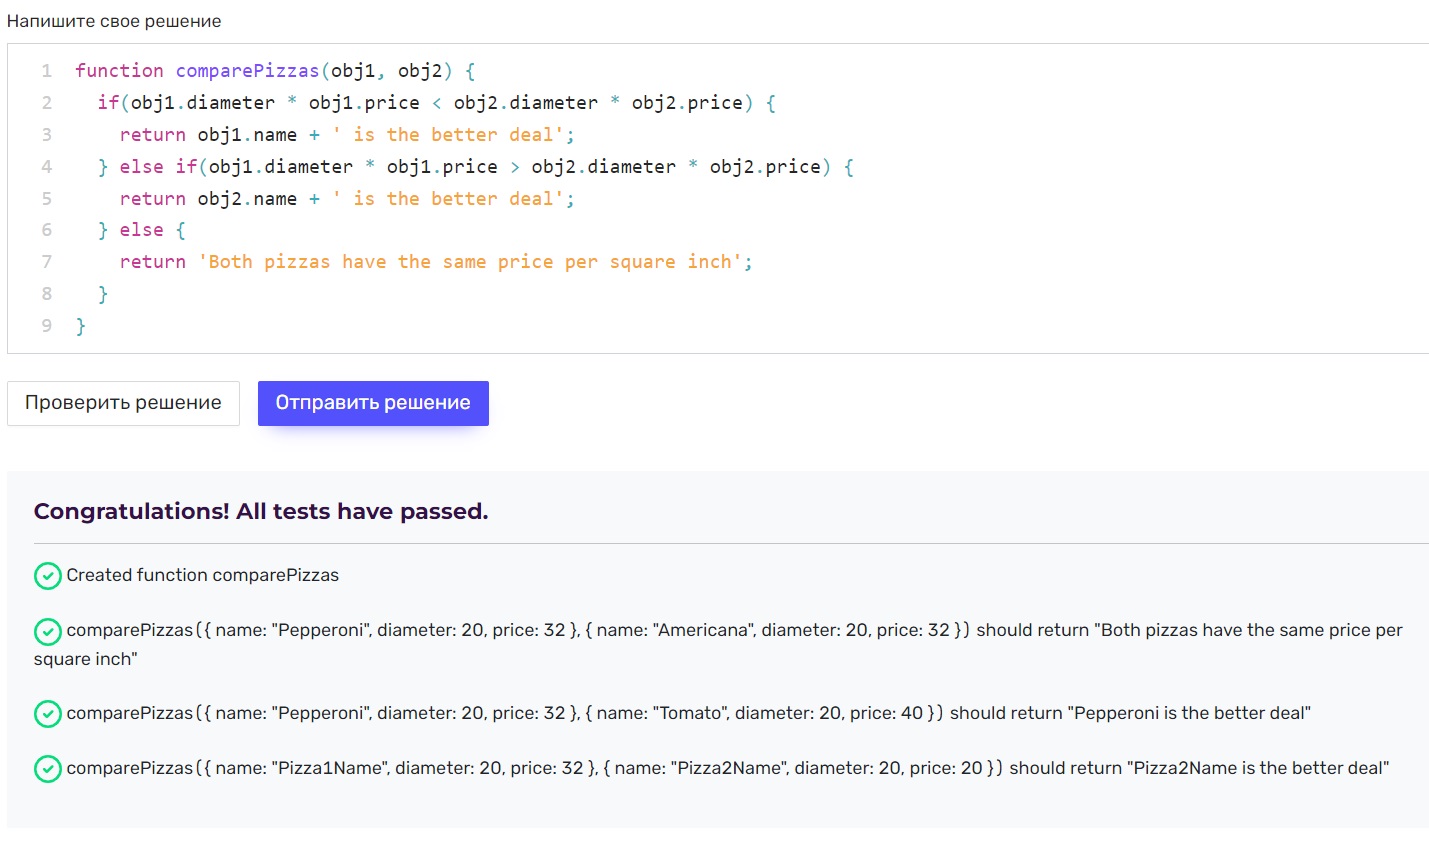 Напишите свое решение
1 function comparePizzas(obj1, obj2) {
2   if(obj1.diameter * obj1.price < obj2.diameter * obj2.price) {
3     return obj1.name + ' is the better deal';
4   } else if(obj1.diameter * obj1.price > obj2.diameter * obj2.price) {
5     return obj2.name + ' is the better deal';
6   } else {
7     return 'Both pizzas have the same price per square inch';
8   }
9 }
Проверить решение Отправить решение
Congratulations! All tests have passed.
Created function comparePizzas
comparePizzas({ name: "Pepperoni", diameter: 20, price: 32 }, { name: "Americana", diameter: 20, price: 32 }) should return "Both pizzas have the same price per
square inch"
comparePizzas({ name: "Pepperoni", diameter: 20, price: 32 }, { name: "Tomato", diameter: 20, price: 40 }) should return "Pepperoni is the better deal"
comparePizzas({ name: "Pizza1Name", diameter: 20, price: 32 }, { name: "Pizza2Name", diameter: 20, price: 20 }) should return "Pizza2Name is the better deal"